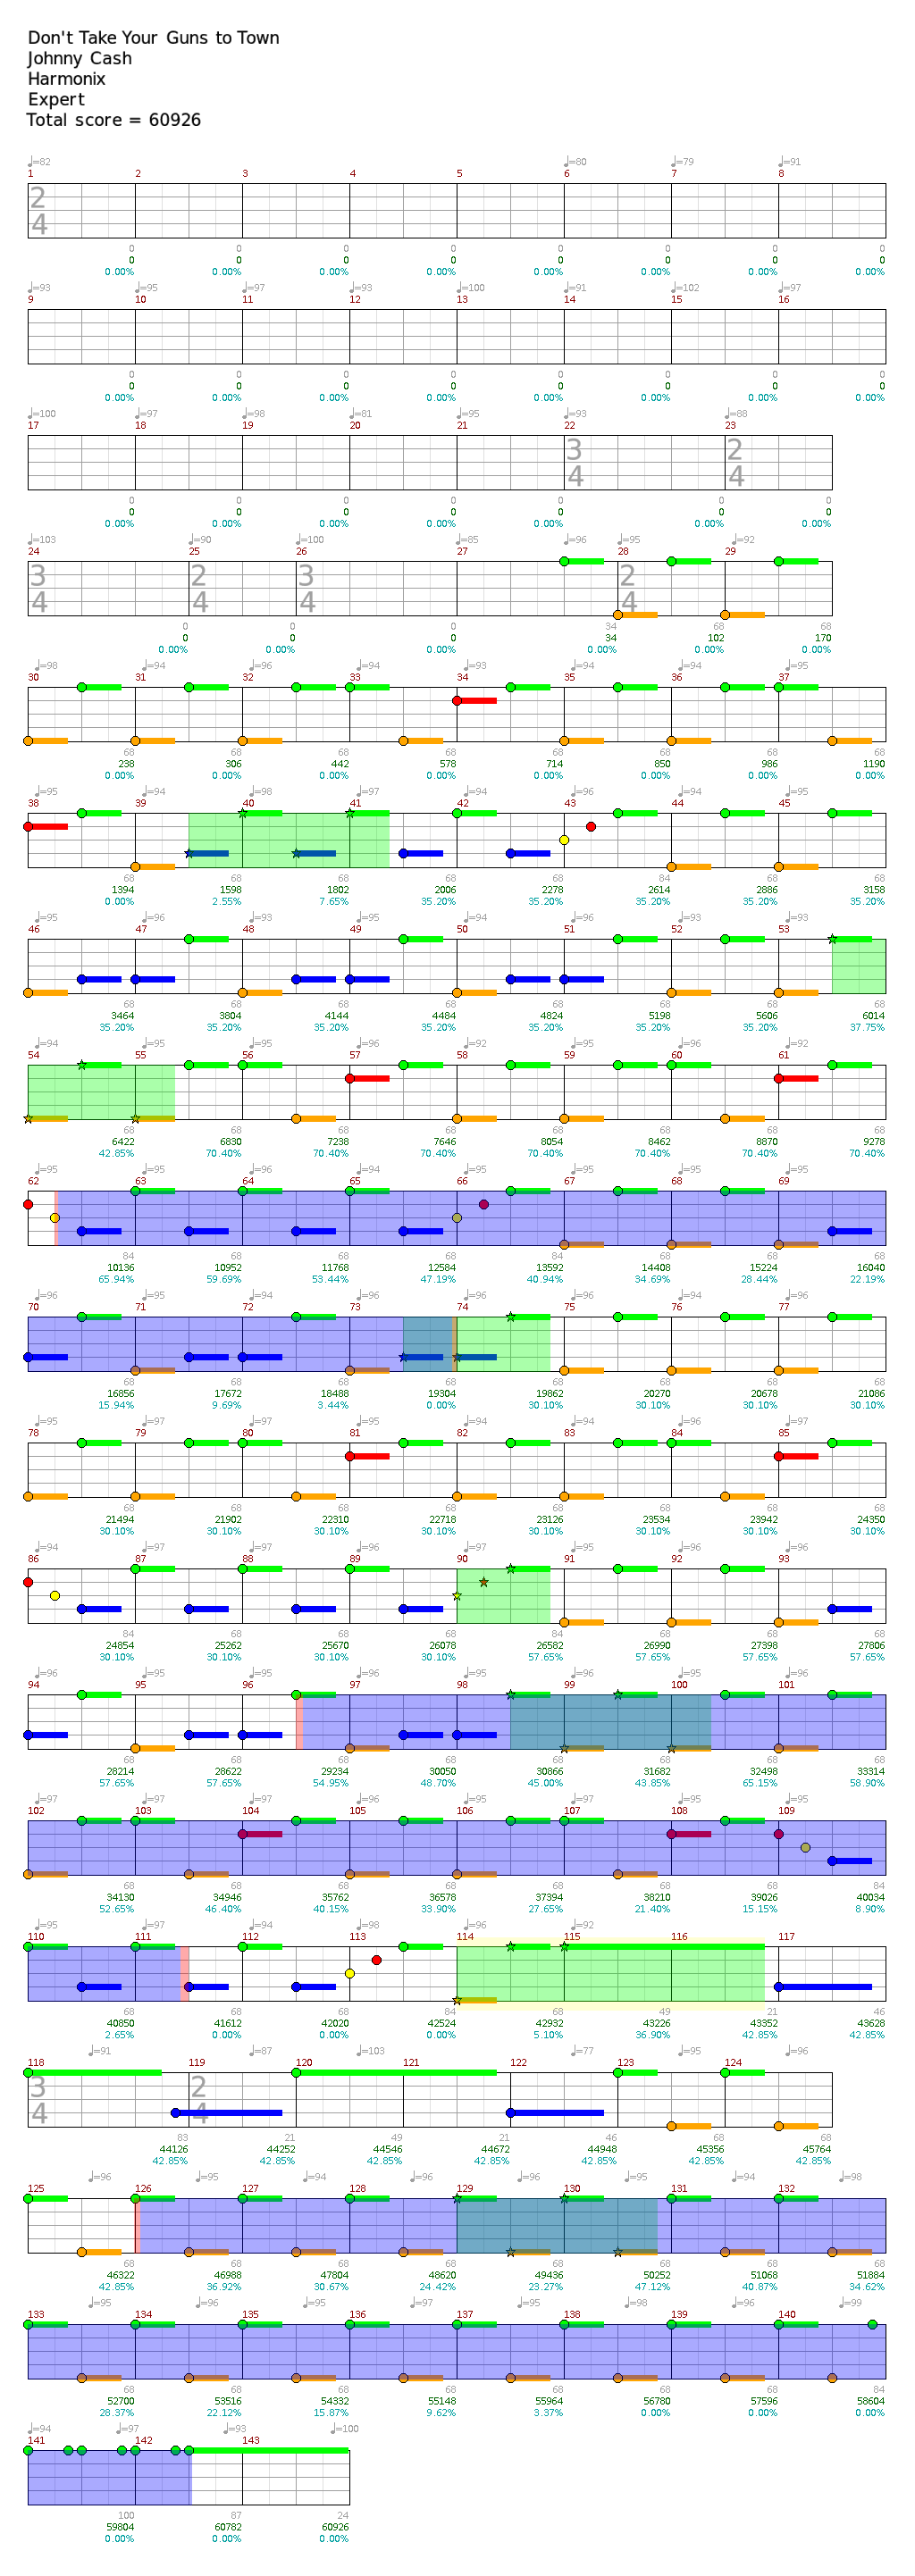 Don't Take Your Guns to Town
Johnny Cash
Harmonix
Expert
Total score = 60926
♩=82 ♩=80 ♩=79 ♩=91
1 2 3 4 5 6 7 8
2
4
0 0 0 0 0 0 0 0
0 0 0 0 0 0 0 0
0.00% 0.00% 0.00% 0.00% 0.00% 0.00% 0.00% 0.00%
♩=93 ♩=95 ♩=97 ♩=93 ♩=100 ♩=91 ♩=102 ♩=97
9 10 11 12 13 14 15 16
0 0 0 0 0 0 0 0
0 0 0 0 0 0 0 0
0.00% 0.00% 0.00% 0.00% 0.00% 0.00% 0.00% 0.00%
♩=100 ♩=97 ♩=98 ♩=81 ♩=95 ♩=93 ♩=88
17 18 19 20 21 22 23
3 2
4 4
0 0 0 0 0 0 0
0 0 0 0 0 0 0
0.00% 0.00% 0.00% 0.00% 0.00% 0.00% 0.00%
♩=103 ♩=90 ♩=100 ♩=85 ♩=96 ♩=95 ♩=92
24 25 26 27 28 29
3 2 3 2
4 4 4 4
0 0 0 34 68 68
0 0 0 34 102 170
0.00% 0.00% 0.00% 0.00% 0.00% 0.00%
♩=98 ♩=94 ♩=96 ♩=94 ♩=93 ♩=94 ♩=94 ♩=95
30 31 32 33 34 35 36 37
68 68 68 68 68 68 68 68
238 306 442 578 714 850 986 1190
0.00% 0.00% 0.00% 0.00% 0.00% 0.00% 0.00% 0.00%
♩=95 ♩=94 ♩=98 ♩=97 ♩=94 ♩=96 ♩=94 ♩=95
38 39 40 41 42 43 44 45
68 68 68 68 68 84 68 68
1394 1598 1802 2006 2278 2614 2886 3158
0.00% 2.55% 7.65% 35.20% 35.20% 35.20% 35.20% 35.20%
♩=95 ♩=96 ♩=93 ♩=95 ♩=94 ♩=96 ♩=93 ♩=93
46 47 48 49 50 51 52 53
68 68 68 68 68 68 68 68
3464 3804 4144 4484 4824 5198 5606 6014
35.20% 35.20% 35.20% 35.20% 35.20% 35.20% 35.20% 37.75%
♩=94 ♩=95 ♩=95 ♩=96 ♩=92 ♩=95 ♩=96 ♩=92
54 55 56 57 58 59 60 61
68 68 68 68 68 68 68 68
6422 6830 7238 7646 8054 8462 8870 9278
42.85% 70.40% 70.40% 70.40% 70.40% 70.40% 70.40% 70.40%
♩=95 ♩=95 ♩=96 ♩=94 ♩=95 ♩=95 ♩=94 ♩=95
62 63 64 65 66 67 68 69
84 68 68 68 84 68 68 68
10136 10952 11768 12584 13592 14408 15224 16040
65.94% 59.69% 53.44% 47.19% 40.94% 34.69% 28.44% 22.19%
♩=96 ♩=95 ♩=94 ♩=96 ♩=96 ♩=95 ♩=94 ♩=96
70 71 72 73 74 75 76 77
68 68 68 68 68 68 68 68
16856 17672 18488 19304 19862 20270 20678 21086
15.94% 9.69% 3.44% 0.00% 30.10% 30.10% 30.10% 30.10%
♩=95 ♩=97 ♩=97 ♩=95 ♩=94 ♩=94 ♩=95 ♩=97
78 79 80 81 82 83 84 85
68 68 68 68 68 68 68 68
21494 21902 22310 22718 23126 23534 23942 24350
30.10% 30.10% 30.10% 30.10% 30.10% 30.10% 30.10% 30.10%
♩=94 ♩=96 ♩=95 ♩=96 ♩=97 ♩=95 ♩=96 ♩=96
86 87 88 89 90 91 92 93
84 68 68 68 84 68 68 68
24854 25262 25670 26078 26582 26990 27398 27806
30.10% 30.10% 30.10% 30.10% 57.65% 57.65% 57.65% 57.65%
♩=96 ♩=95 ♩=95 ♩=96 ♩=95 ♩=96 ♩=95 ♩=96
94 95 96 97 98 99 100 101
68 68 68 68 68 68 68 68
28214 28622 29234 30050 30866 31682 32498 33314
57.65% 57.65% 54.95% 48.70% 45.00% 43.85% 65.15% 58.90%
♩=97 ♩=95 ♩=97 ♩=95 ♩=96 ♩=97 ♩=96 ♩=95
102 103 104 105 106 107 108 109
68 68 68 68 68 68 68 84
34130 34946 35762 36578 37394 38210 39026 40034
52.65% 46.40% 40.15% 33.90% 27.65% 21.40% 15.15% 8.90%
♩=95 ♩=97 ♩=94 ♩=98 ♩=96 ♩=92
110 111 112 113 114 115 116 117
68 68 68 84 68 49 21 46
40850 41612 42020 42524 42932 43226 43352 43628
2.65% 0.00% 0.00% 0.00% 5.10% 36.90% 42.85% 42.85%
♩=91 ♩=87 ♩=103 ♩=77 ♩=95 ♩=96
118 119 120 121 122 123 124
3 2
4 4
83 21 49 21 46 68 68
44126 44252 44546 44672 44948 45356 45764
42.85% 42.85% 42.85% 42.85% 42.85% 42.85% 42.85%
♩=96 ♩=95 ♩=94 ♩=96 ♩=96 ♩=95 ♩=94 ♩=98
125 126 127 128 129 130 131 132
68 68 68 68 68 68 68 68
46322 46988 47804 48620 49436 50252 51068 51884
42.85% 36.92% 30.67% 24.42% 23.27% 47.12% 40.87% 34.62%
♩=95 ♩=96 ♩=95 ♩=97 ♩=95 ♩=98 ♩=96 ♩=99
133 134 135 136 137 138 139 140
68 68 68 68 68 68 68 84
52700 53516 54332 55148 55964 56780 57596 58604
28.37% 22.12% 15.87% 9.62% 3.37% 0.00% 0.00% 0.00%
♩=94 ♩=97 ♩=93 ♩=100
141 142 143
100 87 24
59804 60782 60926
0.00% 0.00% 0.00%